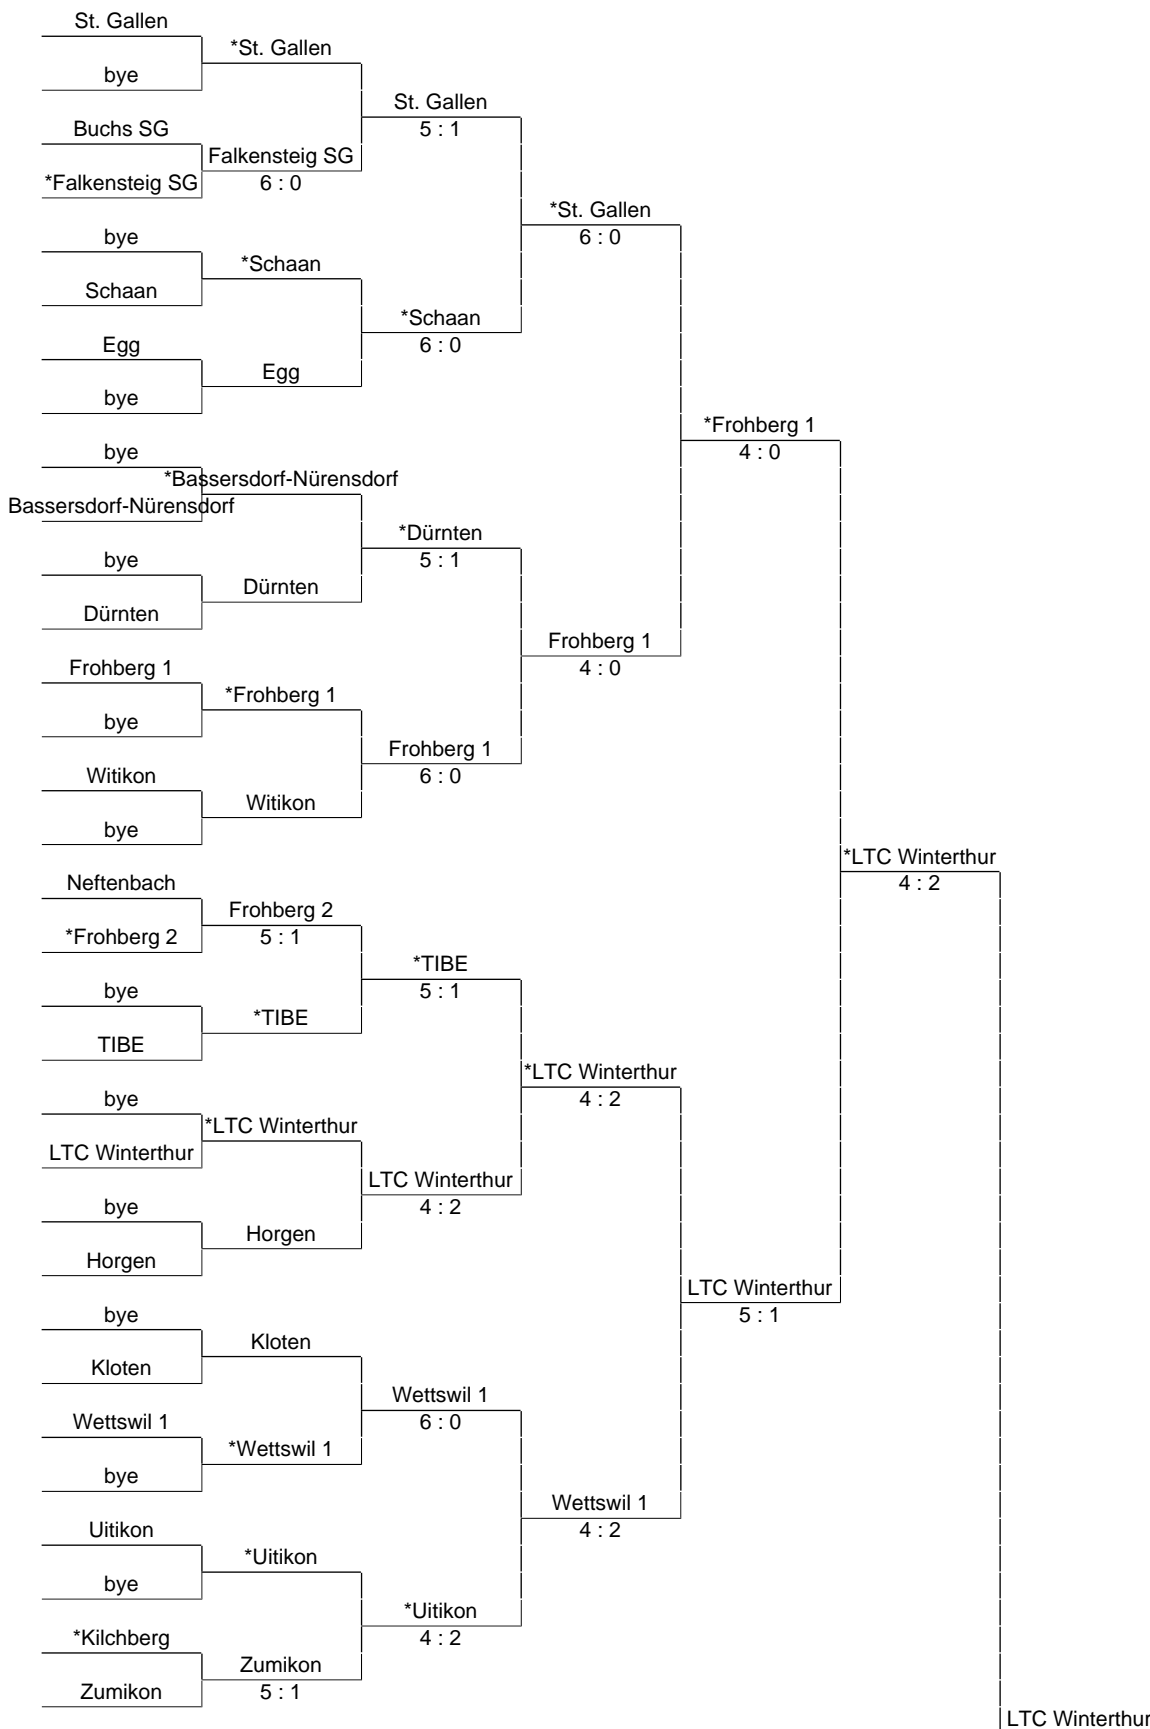 St. Gallen
*St. Gallen
bye
St. Gallen
5 : 1
Buchs SG
Falkensteig SG
*Falkensteig SG
6 : 0
*St. Gallen
6 : 0
bye
*Schaan
Schaan
*Schaan
6 : 0
Egg
Egg
bye
*Frohberg 1
4 : 0
bye
*Bassersdorf-Nürensdorf
Bassersdorf-Nürensdorf
*Dürnten
5 : 1
bye
Dürnten
Dürnten
Frohberg 1
4 : 0
Frohberg 1
*Frohberg 1
bye
Frohberg 1
6 : 0
Witikon
Witikon
bye
*LTC Winterthur
4 : 2
Neftenbach
Frohberg 2
*Frohberg 2
5 : 1
*TIBE
5 : 1
bye
*TIBE
TIBE
*LTC Winterthur
4 : 2
bye
*LTC Winterthur
LTC Winterthur
LTC Winterthur
4 : 2
bye
Horgen
Horgen
LTC Winterthur
5 : 1
bye
Kloten
Kloten
Wettswil 1
6 : 0
Wettswil 1
*Wettswil 1
bye
Wettswil 1
4 : 2
Uitikon
*Uitikon
bye
*Uitikon
4 : 2
*Kilchberg
Zumikon
Zumikon
5 : 1
LTC Winterthur